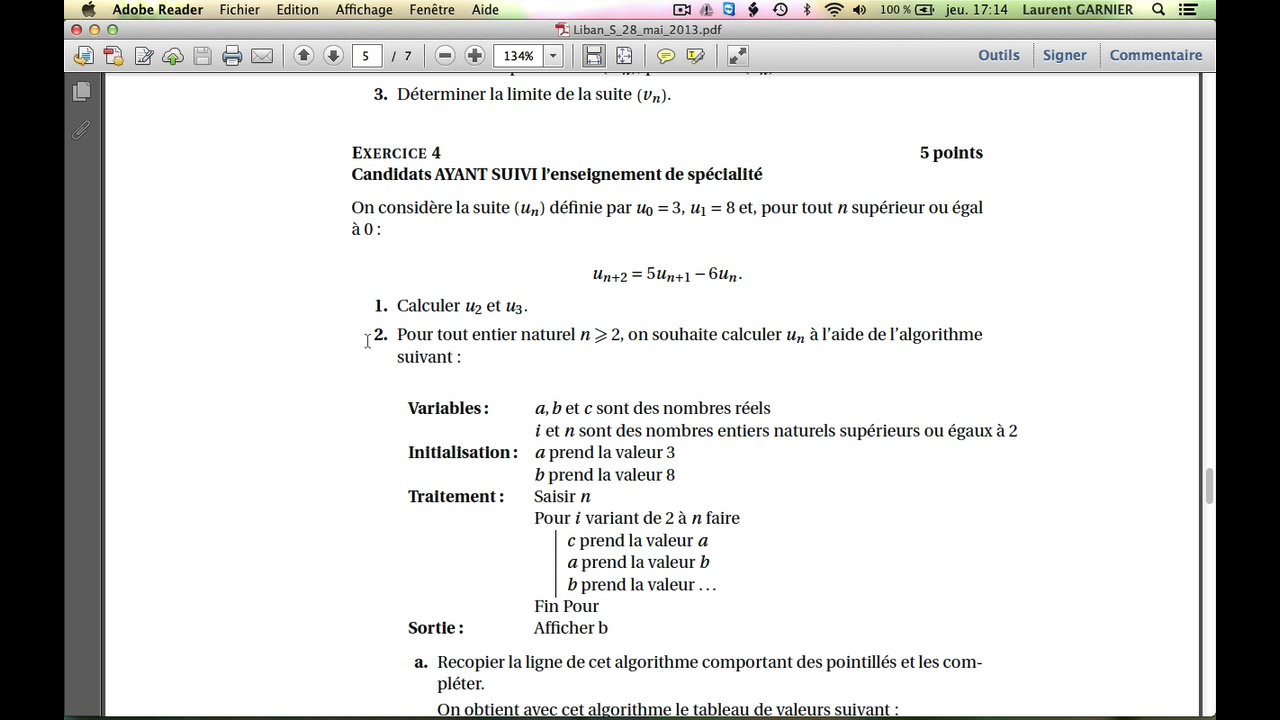 Adobe Reader Fichier Edition Affichage Fenêtre Aide 100 % jeu. 17:14 Laurent GARNIER
Liban_S_28_mai_2013.pdf
5 / 7 134% Outils Signer Commentaire
3. Déterminer la limite de la suite (vn).
EXERCICE 4 5 points
Candidats AYANT SUIVI l'enseignement de spécialité
On considère la suite (un) définie par u0 = 3, u1 = 8 et, pour tout n supérieur ou égal
à 0 :
un+2 = 5un+1 − 6un.
1. Calculer u2 et u3.
2. Pour tout entier naturel n ⩾ 2, on souhaite calculer un à l'aide de l'algorithme
suivant :
Variables : a, b et c sont des nombres réels
i et n sont des nombres entiers naturels supérieurs ou égaux à 2
Initialisation : a prend la valeur 3
b prend la valeur 8
Traitement : Saisir n
Pour i variant de 2 à n faire
c prend la valeur a
a prend la valeur b
b prend la valeur ...
Fin Pour
Sortie : Afficher b
a. Recopier la ligne de cet algorithme comportant des pointillés et les com-
pléter.
On obtient avec cet algorithme le tableau de valeurs suivant :